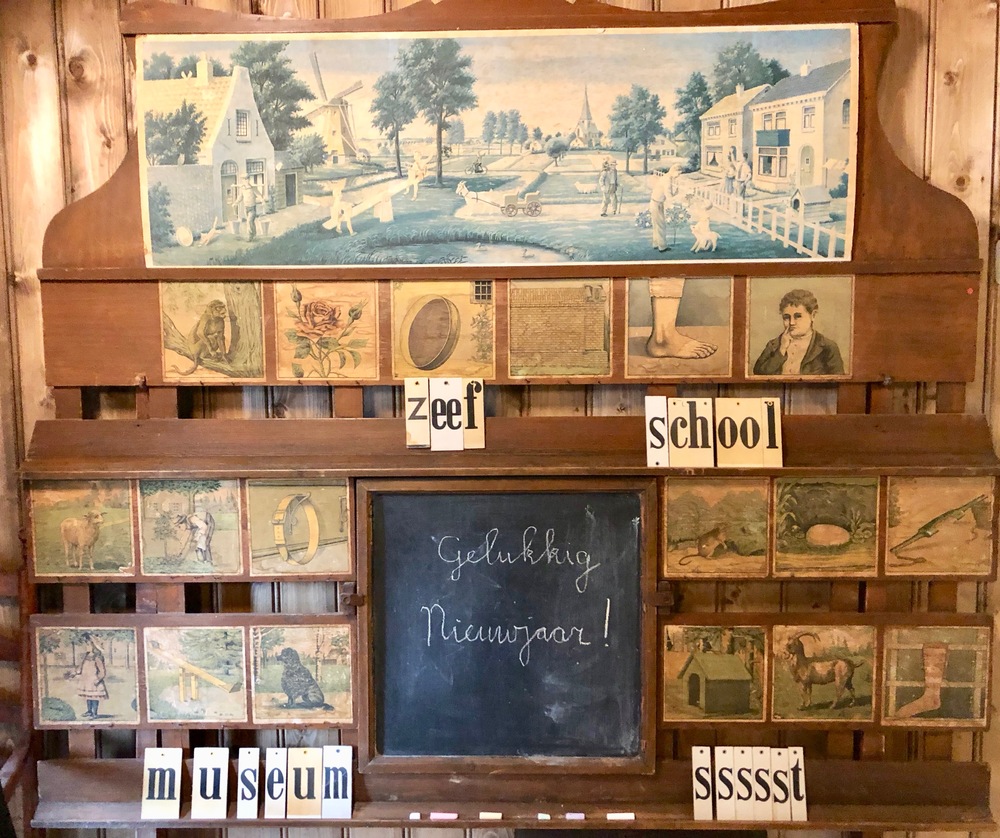 zeef
school
Gelukkig
Nieuwjaar!
museum
ssssst